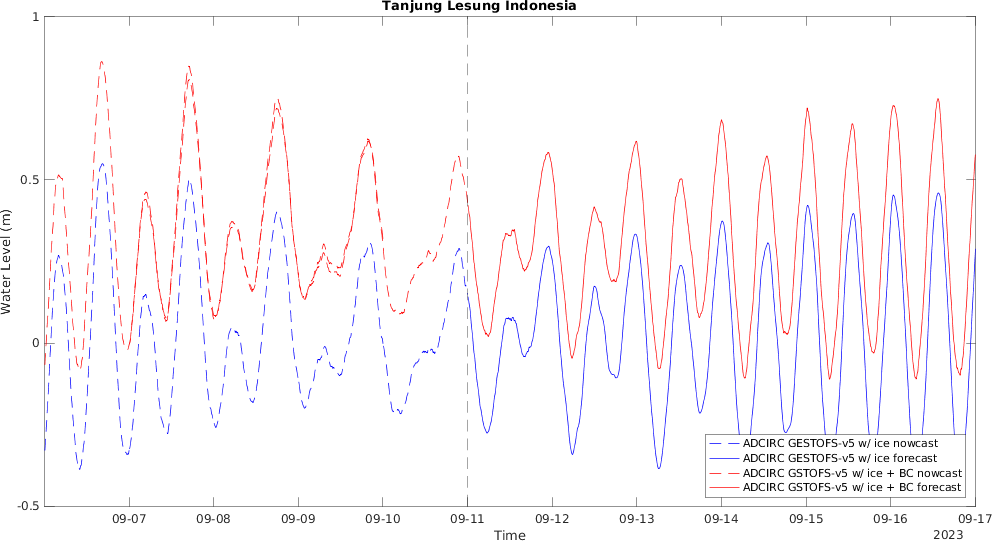 Tanjung Lesung Indonesia
1
0.5
0
-0.5
Water Level (m)
ADCIRC GESTOFS-v5 w/ ice nowcast
ADCIRC GESTOFS-v5 w/ ice forecast
ADCIRC GSTOFS-v5 w/ ice + BC nowcast
ADCIRC GSTOFS-v5 w/ ice + BC forecast
09-07 09-08 09-09 09-10 09-11 09-12 09-13 09-14 09-15 09-16 09-17
Time
2023